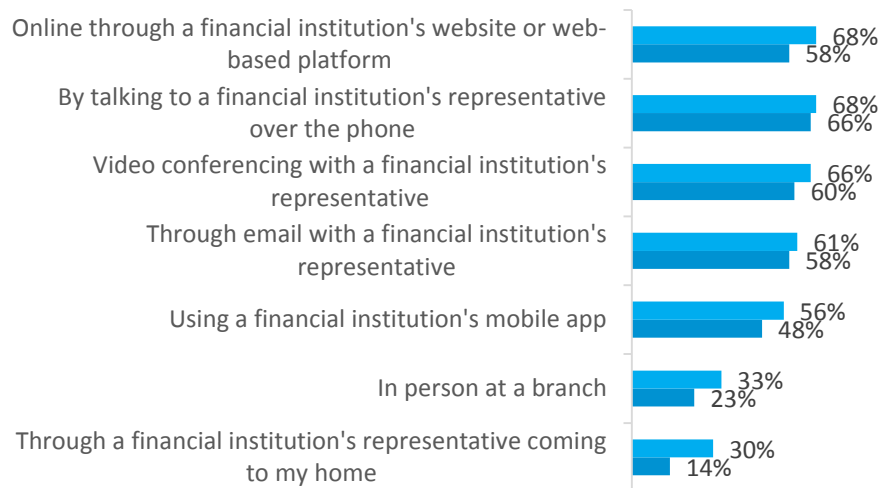 Online through a financial institution's website or web-
based platform
68%
58%
By talking to a financial institution's representative
over the phone
68%
66%
Video conferencing with a financial institution's
representative
66%
60%
Through email with a financial institution's
representative
61%
58%
Using a financial institution's mobile app
56%
48%
In person at a branch
33%
23%
Through a financial institution's representative coming
to my home
30%
14%